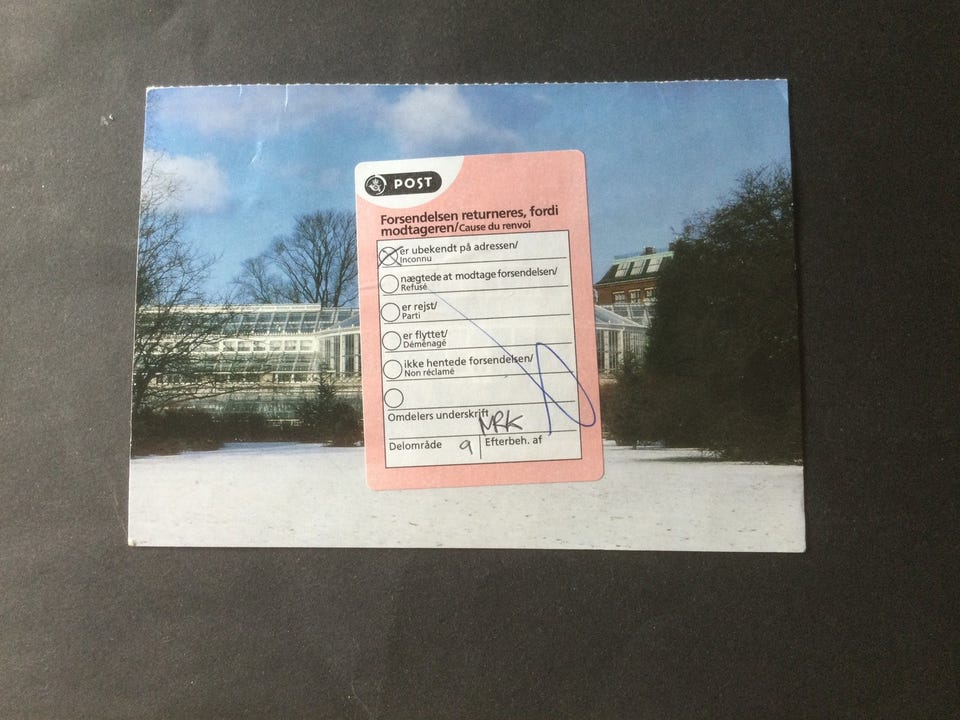 POST
Forsendelsen returneres, fordi
modtageren/Cause du renvoi
er ubekendt på adressen/
Inconnu
nægtede at modtage forsendelsen/
Refusé
er rejst/
Parti
er flyttet/
Déménagé
ikke hentede forsendelsen/
Non réclamé
Omdelers underskrift
MRK
Delområde 9 Efterbeh. af